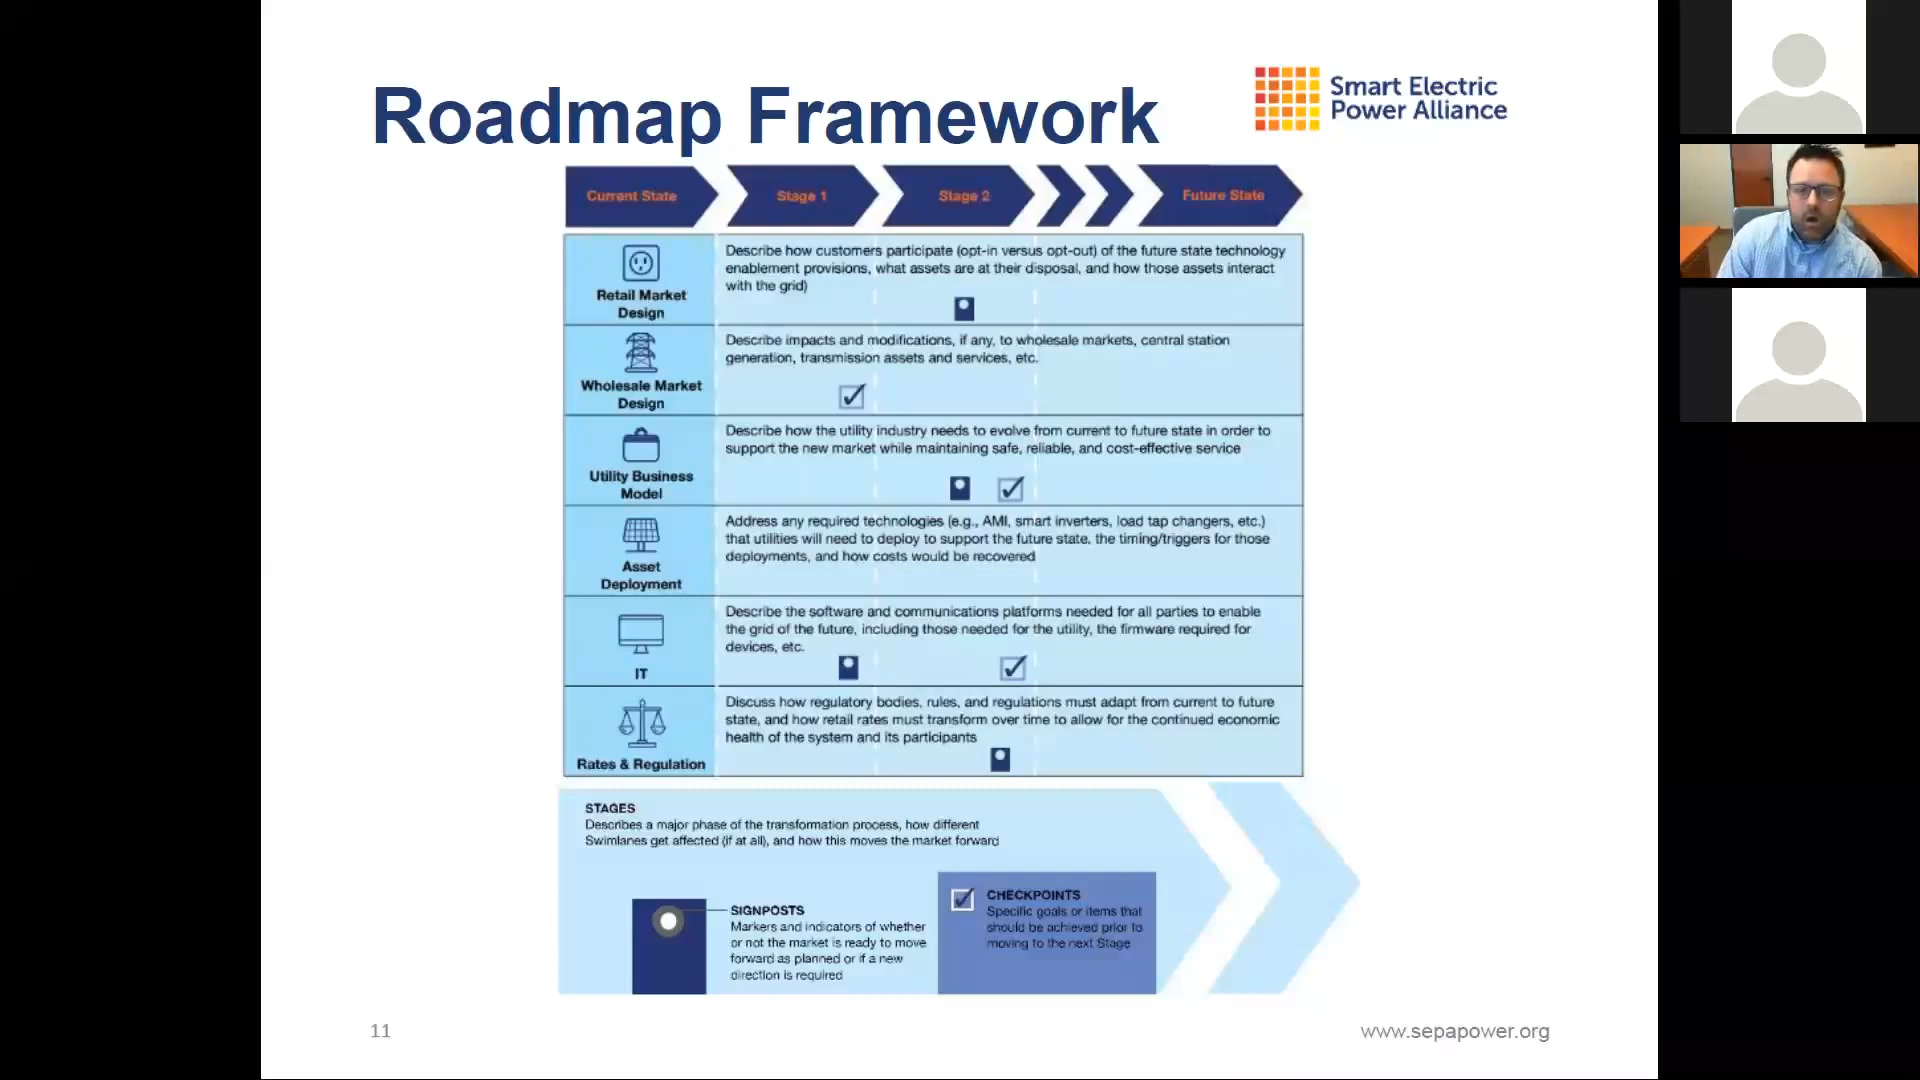 Roadmap Framework
Smart Electric
Power Alliance
Current State
Stage 1
Stage 2
Future State
Retail Market
Design
Describe how customers participate (opt-in versus opt-out) of the future state technology
enablement provisions, what assets are at their disposal, and how those assets interact
with the grid)
Wholesale Market
Design
Describe impacts and modifications, if any, to wholesale markets, central station
generation, transmission assets and services, etc.
Utility Business
Model
Describe how the utility industry needs to evolve from current to future state in order to
support the new market while maintaining safe, reliable, and cost-effective service
Asset
Deployment
Address any required technologies (e.g., AMI, smart inverters, load tap changers, etc.)
that utilities will need to deploy to support the future state, the timing/triggers for those
deployments, and how costs would be recovered
IT
Describe the software and communications platforms needed for all parties to enable
the grid of the future, including those needed for the utility, the firmware required for
devices, etc.
Rates & Regulation
Discuss how regulatory bodies, rules, and regulations must adapt from current to future
state, and how retail rates must transform over time to allow for the continued economic
health of the system and its participants
STAGES
Describes a major phase of the transformation process, how different
Swimlanes get affected (if at all), and how this moves the market forward
SIGNPOSTS
Markers and indicators of whether
or not the market is ready to move
forward as planned or if a new
direction is required
CHECKPOINTS
Specific goals or items that
should be achieved prior to
moving to the next Stage
11
www.sepapower.org